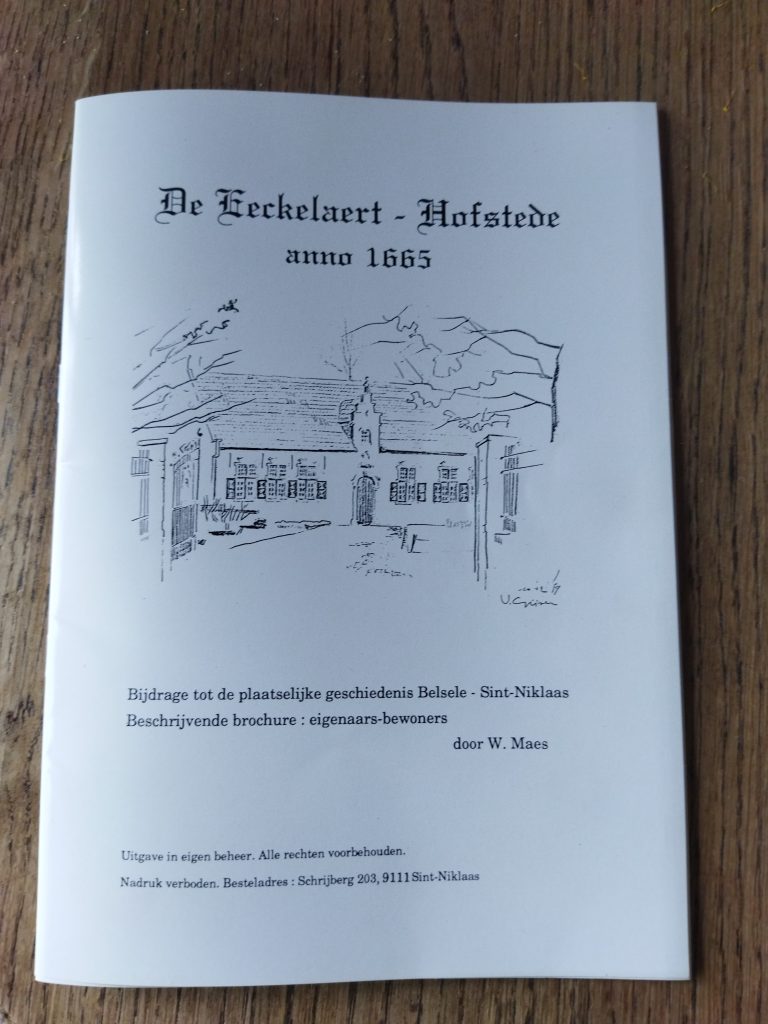 De Eeckelaert - Hofstede
anno 1665
Bijdrage tot de plaatselijke geschiedenis Belsele - Sint-Niklaas
Beschrijvende brochure : eigenaars-bewoners
door W. Maes
Uitgave in eigen beheer. Alle rechten voorbehouden.
Nadruk verboden. Besteladres : Schrijberg 203, 9111 Sint-Niklaas